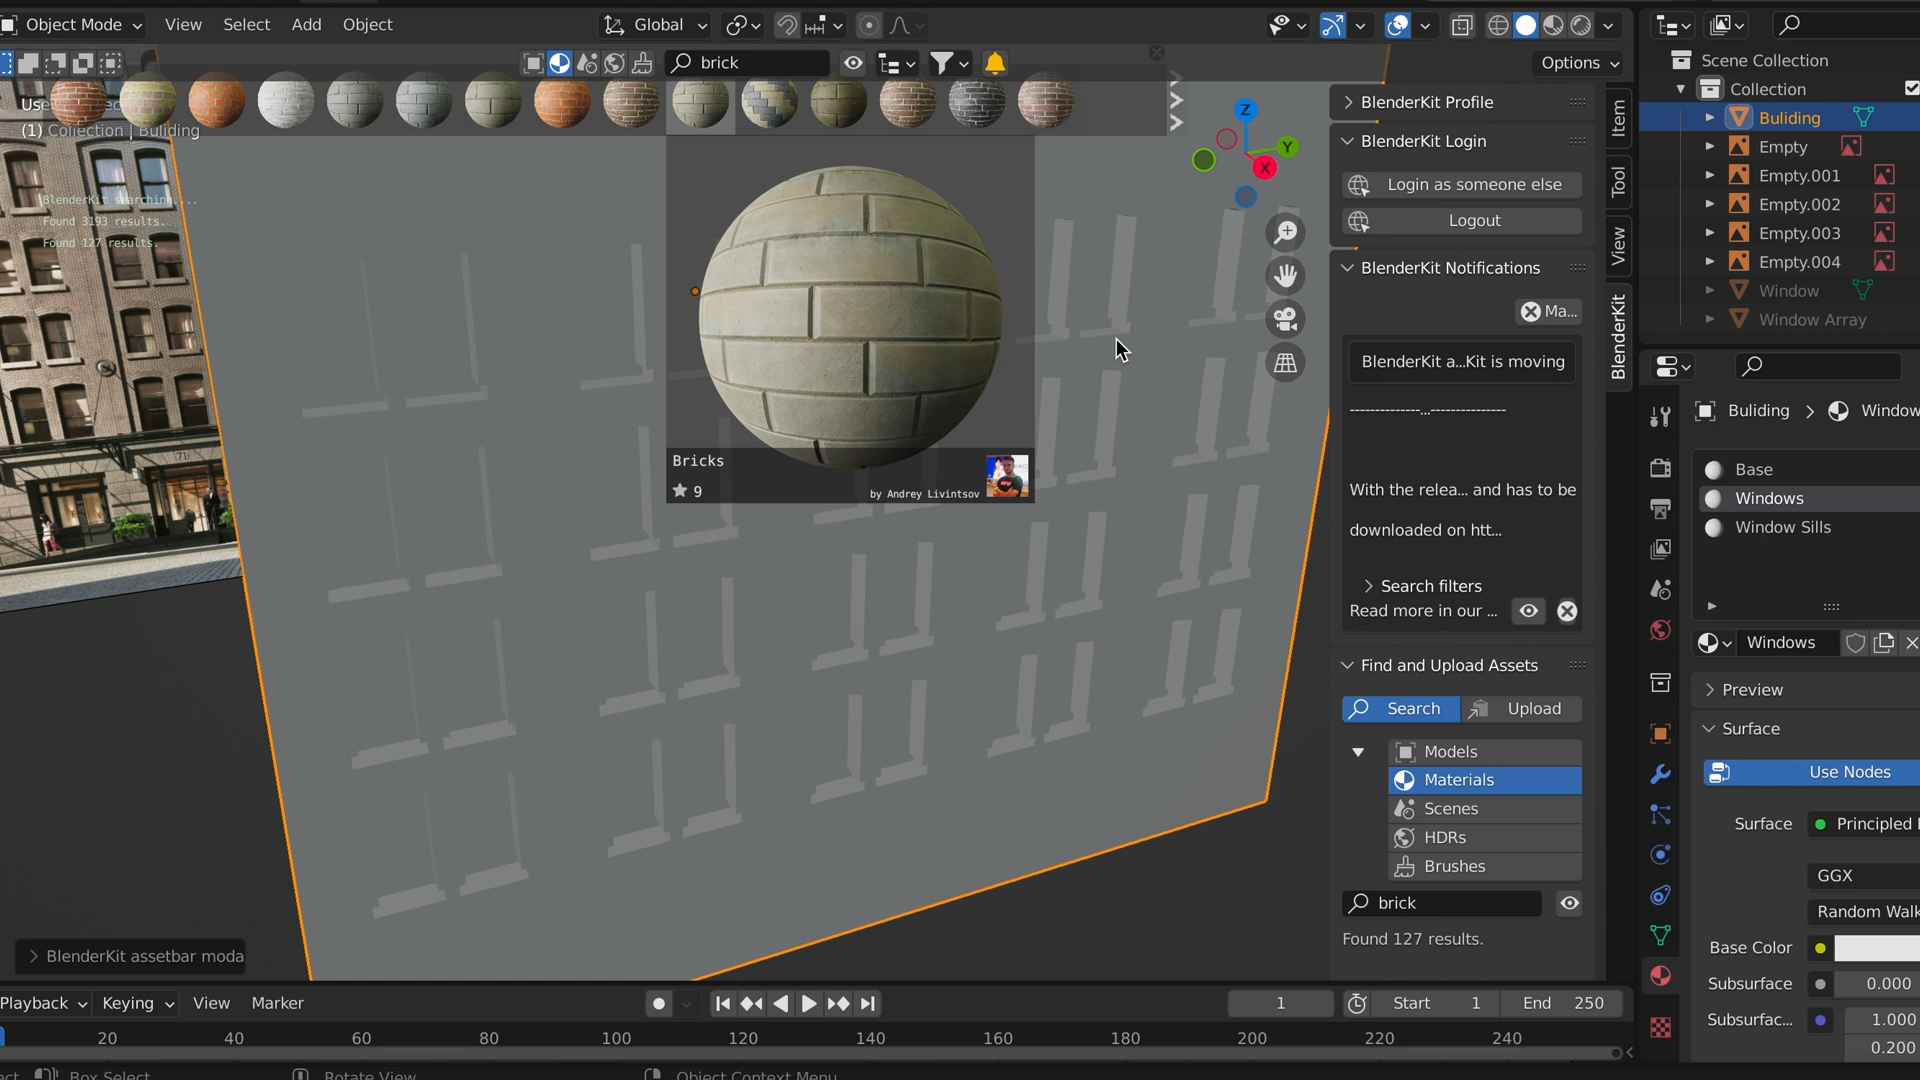 Object Mode View Select Add Object Global
brick Options
Use
(1) Collection | Buliding
BlenderKit searching....
Found 3193 results.
Found 127 results.
Z
Y
X
Bricks
9 by Andrey Livintsov
BlenderKit assetbar moda
BlenderKit Profile
BlenderKit Login
Login as someone else
Logout
BlenderKit Notifications
Ma...
BlenderKit a...Kit is moving
--------------...---------------
With the relea... and has to be
downloaded on htt...
Search filters
Read more in our ...
Find and Upload Assets
Search Upload
Models
Materials
Scenes
HDRs
Brushes
brick
Found 127 results.
Item
Tool
View
BlenderKit
Scene Collection
Collection
Buliding
Empty
Empty.001
Empty.002
Empty.003
Empty.004
Window
Window Array
Buliding > Window
Base
Windows
Window Sills
Windows
Preview
Surface
Use Nodes
Surface Principled
GGX
Random Walk
Base Color
Subsurface 0.000
Subsurfac... 1.000
0.200
Playback Keying View Marker 1 Start 1 End 250
20 40 60 80 100 120 140 160 180 200 220 240
Box Select Rotate View Object Context Menu